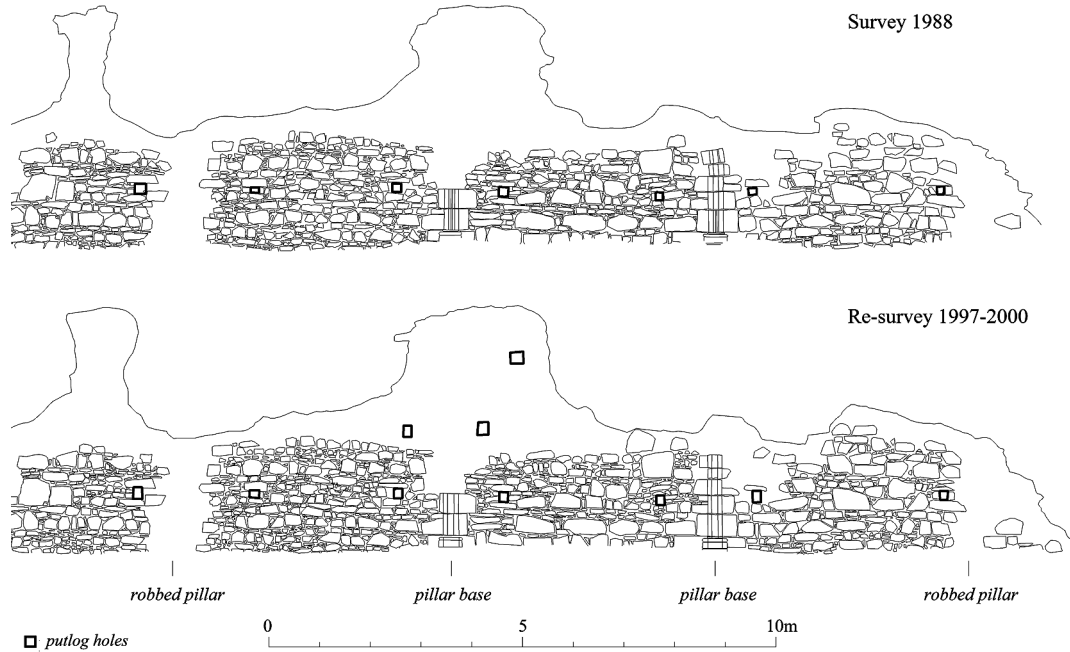 Survey 1988
Re-survey 1997-2000
robbed pillar
pillar base
pillar base
robbed pillar
0
5
10m
putlog holes